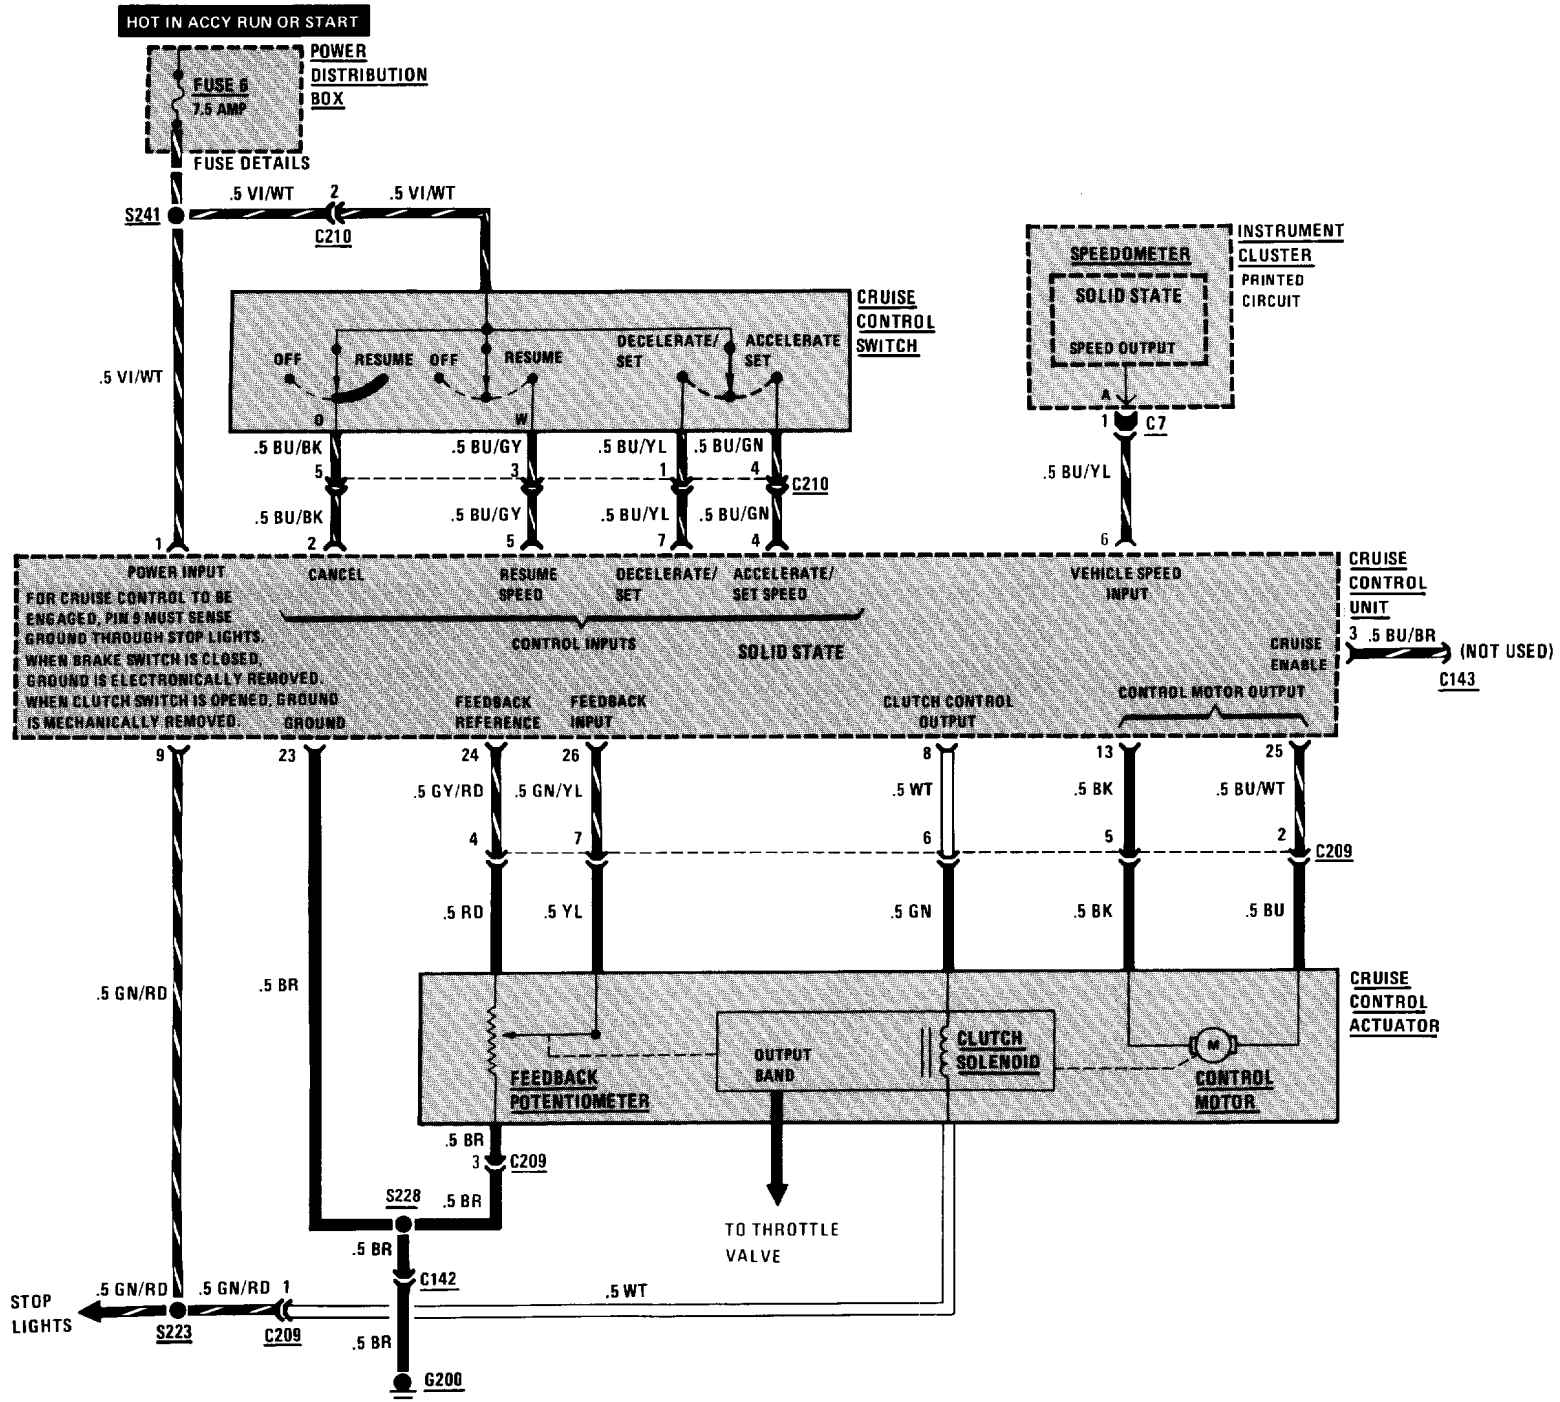 HOT IN ACCY RUN OR START
POWER
DISTRIBUTION
BOX
FUSE 6
7.5 AMP
FUSE DETAILS
.5 VI/WT
2
.5 VI/WT
S241
C210
.5 VI/WT
CRUISE
CONTROL
SWITCH
OFF
RESUME
OFF
RESUME
DECELERATE/
SET
ACCELERATE
SET
O
W
INSTRUMENT
CLUSTER
PRINTED
CIRCUIT
SPEEDOMETER
SOLID STATE
SPEED OUTPUT
A
1
C7
.5 BU/YL
6
.5 BU/BK
.5 BU/GY
.5 BU/YL
.5 BU/GN
5
3
1
4
C210
.5 BU/BK
.5 BU/GY
.5 BU/YL
.5 BU/GN
1
2
5
7
4
POWER INPUT
CANCEL
RESUME
SPEED
DECELERATE/
SET
ACCELERATE/
SET SPEED
VEHICLE SPEED
INPUT
CRUISE
CONTROL
UNIT
FOR CRUISE CONTROL TO BE
ENGAGED, PIN 9 MUST SENSE
GROUND THROUGH STOP LIGHTS.
WHEN BRAKE SWITCH IS CLOSED,
GROUND IS ELECTRONICALLY REMOVED.
WHEN CLUTCH SWITCH IS OPENED, GROUND
IS MECHANICALLY REMOVED.
CONTROL INPUTS
SOLID STATE
CRUISE
ENABLE
3
.5 BU/BR
(NOT USED)
C143
GROUND
FEEDBACK
REFERENCE
FEEDBACK
INPUT
CLUTCH CONTROL
OUTPUT
CONTROL MOTOR OUTPUT
9
23
24
26
8
13
25
.5 GY/RD
.5 GN/YL
.5 WT
.5 BK
.5 BU/WT
4
7
6
5
2
C209
.5 RD
.5 YL
.5 GN
.5 BK
.5 BU
.5 GN/RD
.5 BR
CRUISE
CONTROL
ACTUATOR
OUTPUT
BAND
CLUTCH
SOLENOID
M
FEEDBACK
POTENTIOMETER
CONTROL
MOTOR
.5 BR
3
C209
.5 BR
S228
.5 BR
C142
TO THROTTLE
VALVE
STOP
LIGHTS
.5 GN/RD
.5 GN/RD
1
S223
C209
.5 WT
.5 BR
G200